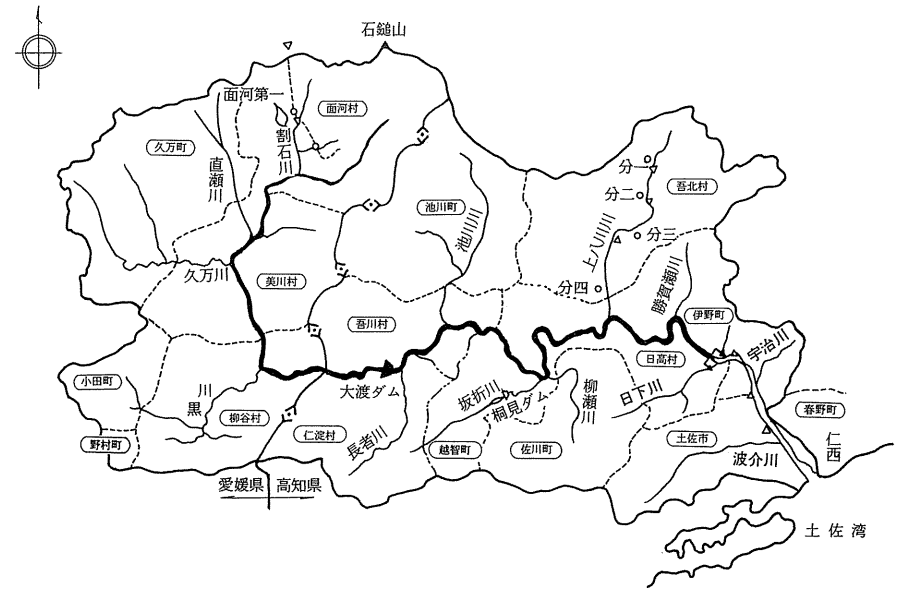 石鎚山
面河第一
面河村
割石川
久万町
直瀬川
分一
分二
吾北村
池川町
池川川
上八川川
分三
久万川
美川村
分四
勝賀瀬川
伊野町
吾川村
日高村
宇治川
小田町
大渡ダム
黒川
柳谷村
坂折川
桐見ダム
柳瀬川
日下川
春野町
野村町
仁淀村
長者川
越智町
佐川町
土佐市
波介川
仁西
愛媛県
高知県
土佐湾